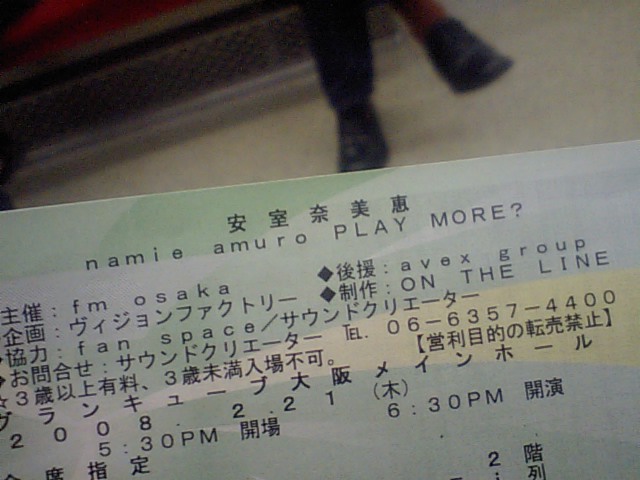 安室奈美恵
namie amuro PLAY MORE?
主催：fm osaka ◆後援：avex group
企画：ヴィジョンファクトリー ◆制作：ON THE LINE
協力：fan space／サウンドクリエーター
お問合せ：サウンドクリエーター TEL. 06-6357-4400
☆3歳以上有料、3歳未満入場不可。【営利目的の転売禁止】
グランキューブ大阪メインホール
2008.2.21(木)
5:30PM 開場 6:30PM 開演
席指定
2階
列